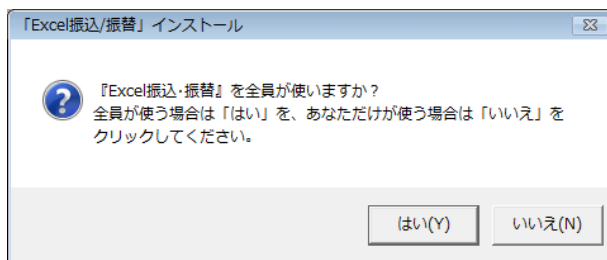 「Excel振込/振替」インストール
『Excel振込･振替』を全員が使いますか？
全員が使う場合は「はい」を、あなただけが使う場合は「いいえ」を
クリックしてください。
はい(Y)
いいえ(N)